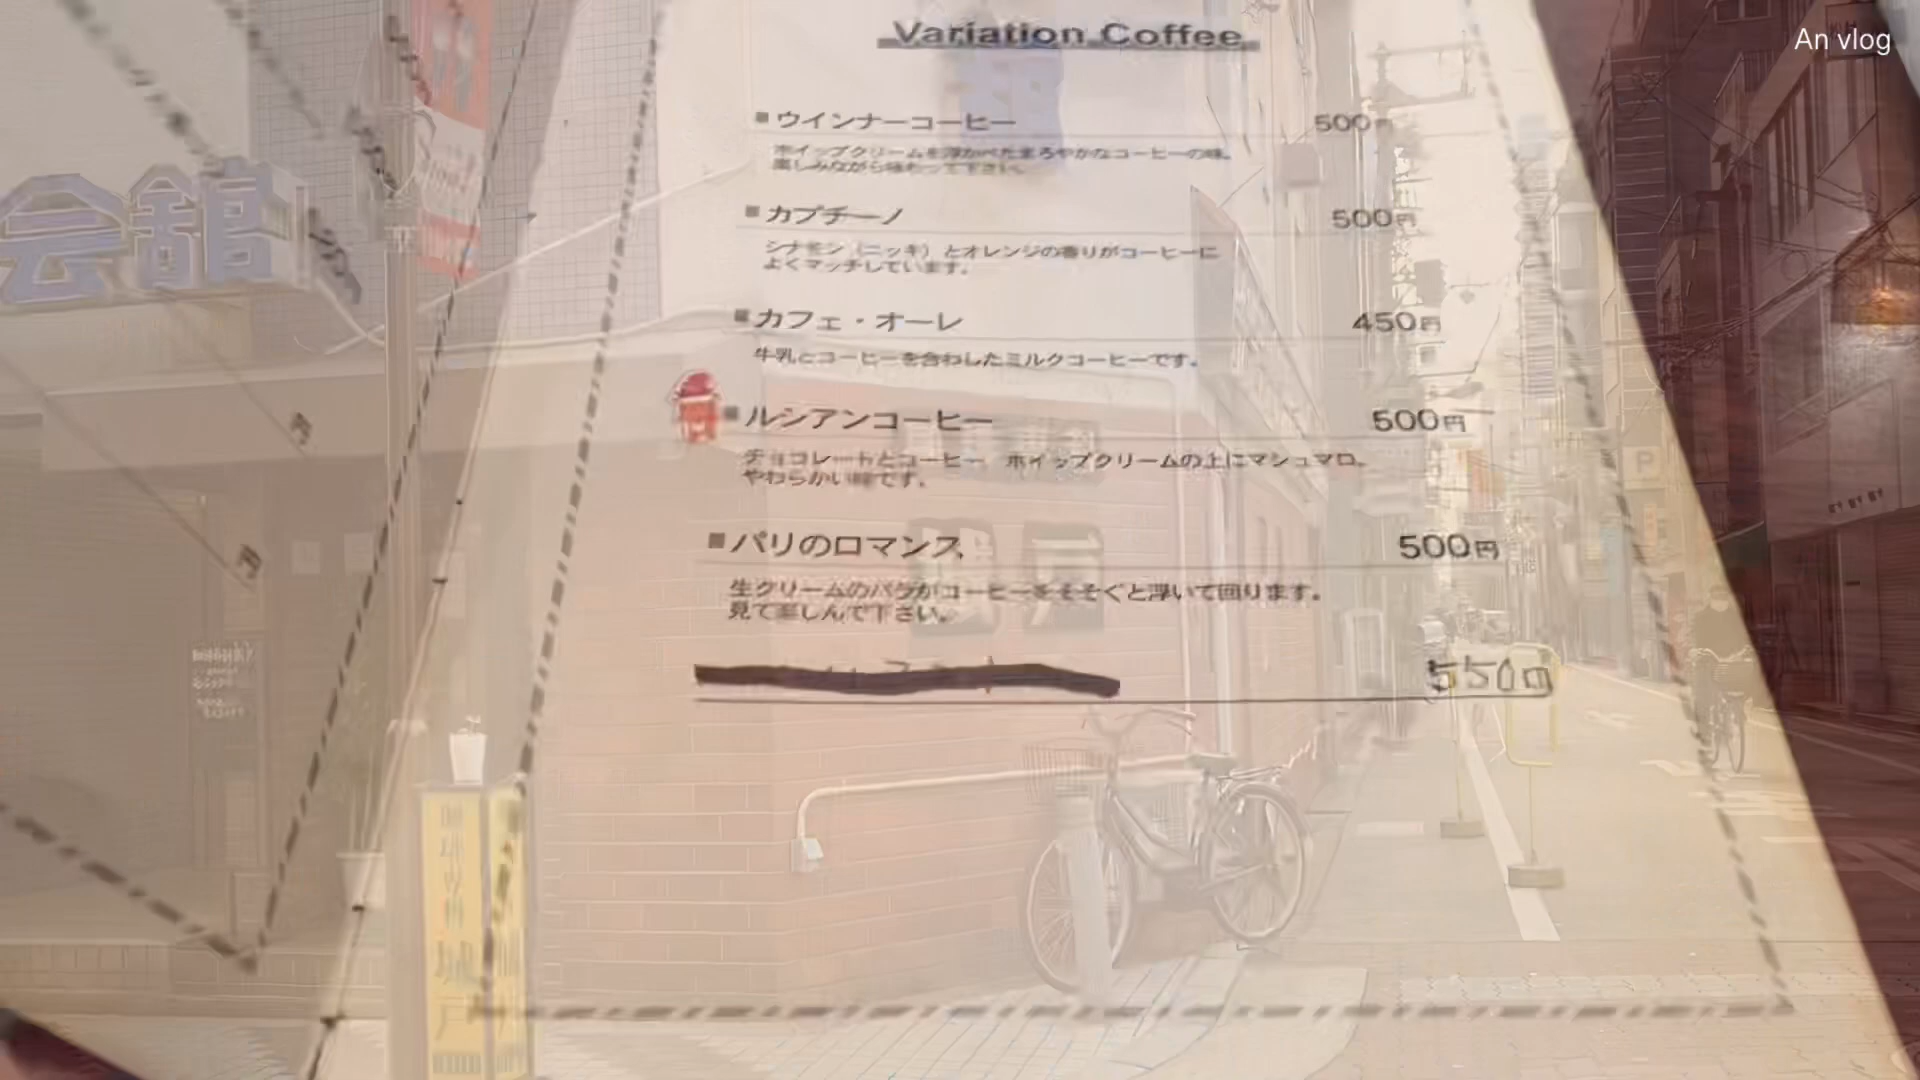 An vlog
Variation Coffee
■ウインナーコーヒー 500円
ホイップクリームを浮かべたまろやかなコーヒーの味。
楽しみながら味わって下さい。
■カプチーノ 500円
シナモン（ニッキ）とオレンジの香りがコーヒーに
よくマッチしています。
■カフェ・オーレ 450円
牛乳とコーヒーを合わしたミルクコーヒーです。
■ルシアンコーヒー 500円
チョコレートとコーヒー ホイップクリームの上にマシュマロ。
やわらかい味です。
■パリのロマンス 500円
生クリームのバラがコーヒーをそそぐと浮いて回ります。
見て楽しんで下さい。
550円
会舘
円
円
P